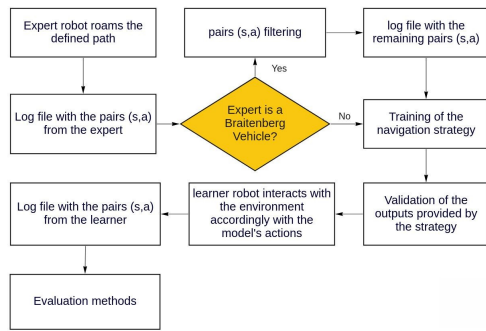 Expert robot roams the
defined path
Log file with the pairs (s,a)
from the expert
Expert is a
Braitenberg
Vehicle?
Yes
pairs (s,a) filtering
log file with the
remaining pairs (s,a)
No
Training of the
navigation strategy
Validation of the
outputs provided by
the strategy
learner robot interacts with
the environment
accordingly with the
model's actions
Log file with the pairs (s,a)
from the learner
Evaluation methods